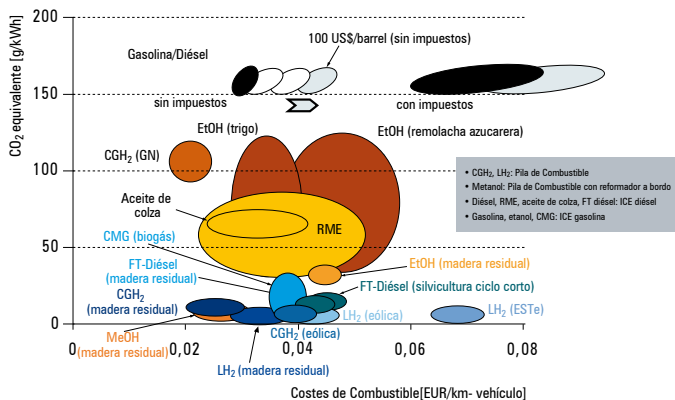 CO₂ equivalente [g/kWh]
200
150
100
50
0
Gasolina/Diésel
100 US$/barrel (sin impuestos)
sin impuestos
con impuestos
EtOH (trigo)
EtOH (remolacha azucarera)
CGH₂ (GN)
• CGH₂, LH₂: Pila de Combustible
• Metanol: Pila de Combustible con reformador a bordo
• Diésel, RME, aceite de colza, FT diésel: ICE diésel
• Gasolina, etanol, CMG: ICE gasolina
Aceite de
colza
RME
CMG (biogás)
FT-Diésel
(madera residual)
EtOH (madera residual)
CGH₂
(madera residual)
FT-Diésel (silvicultura ciclo corto)
LH₂ (eólica)
LH₂ (ESTe)
CGH₂
(eólica)
MeOH
(madera residual)
LH₂ (madera residual)
0
0,02
0,04
0,06
0,08
Costes de Combustible[EUR/km- vehículo]